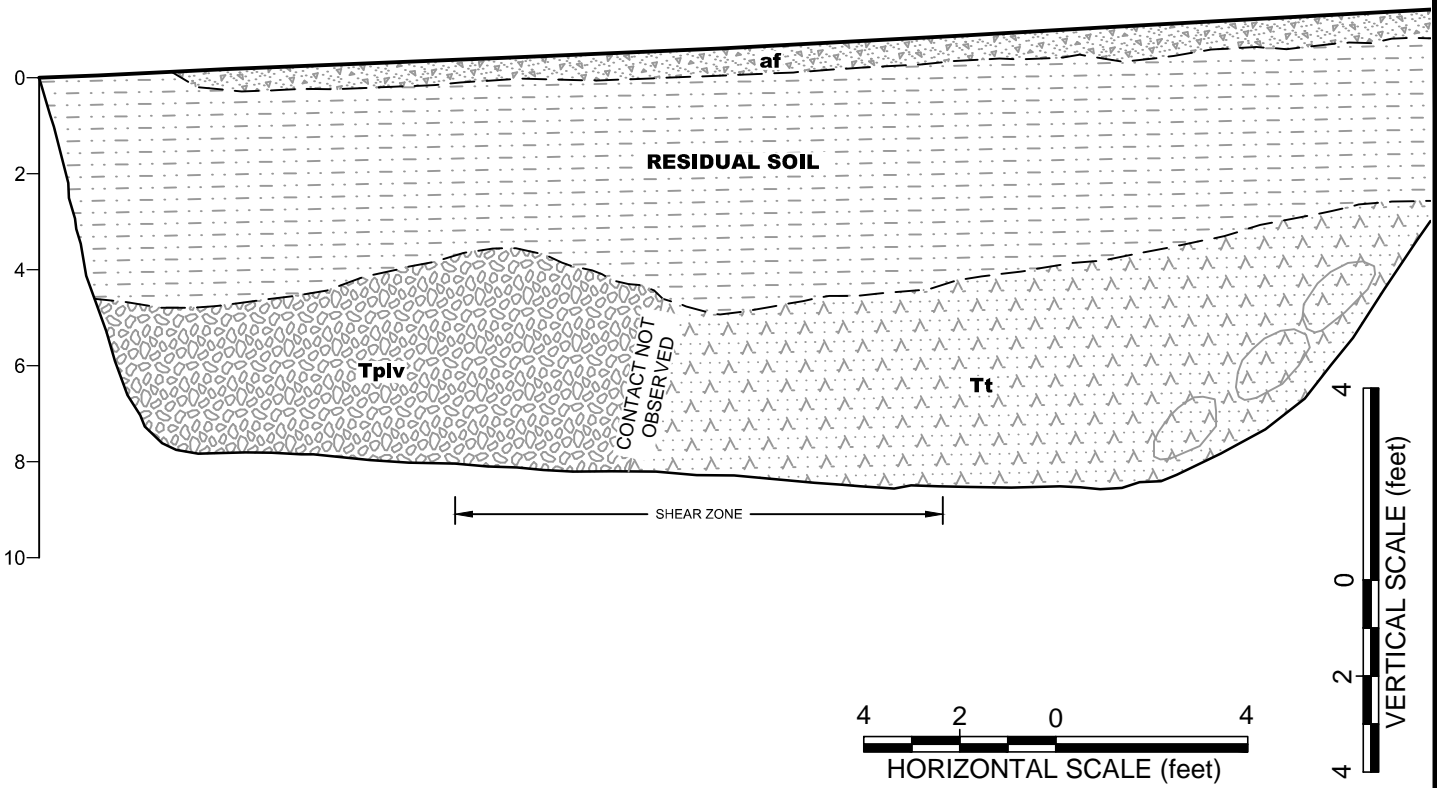 af
0
RESIDUAL SOIL
2
4
CONTACT NOT
OBSERVED
Tplv
Tt
6
8
SHEAR ZONE
10
4 2 0 4
HORIZONTAL SCALE (feet)
4 2 0 4
VERTICAL SCALE (feet)